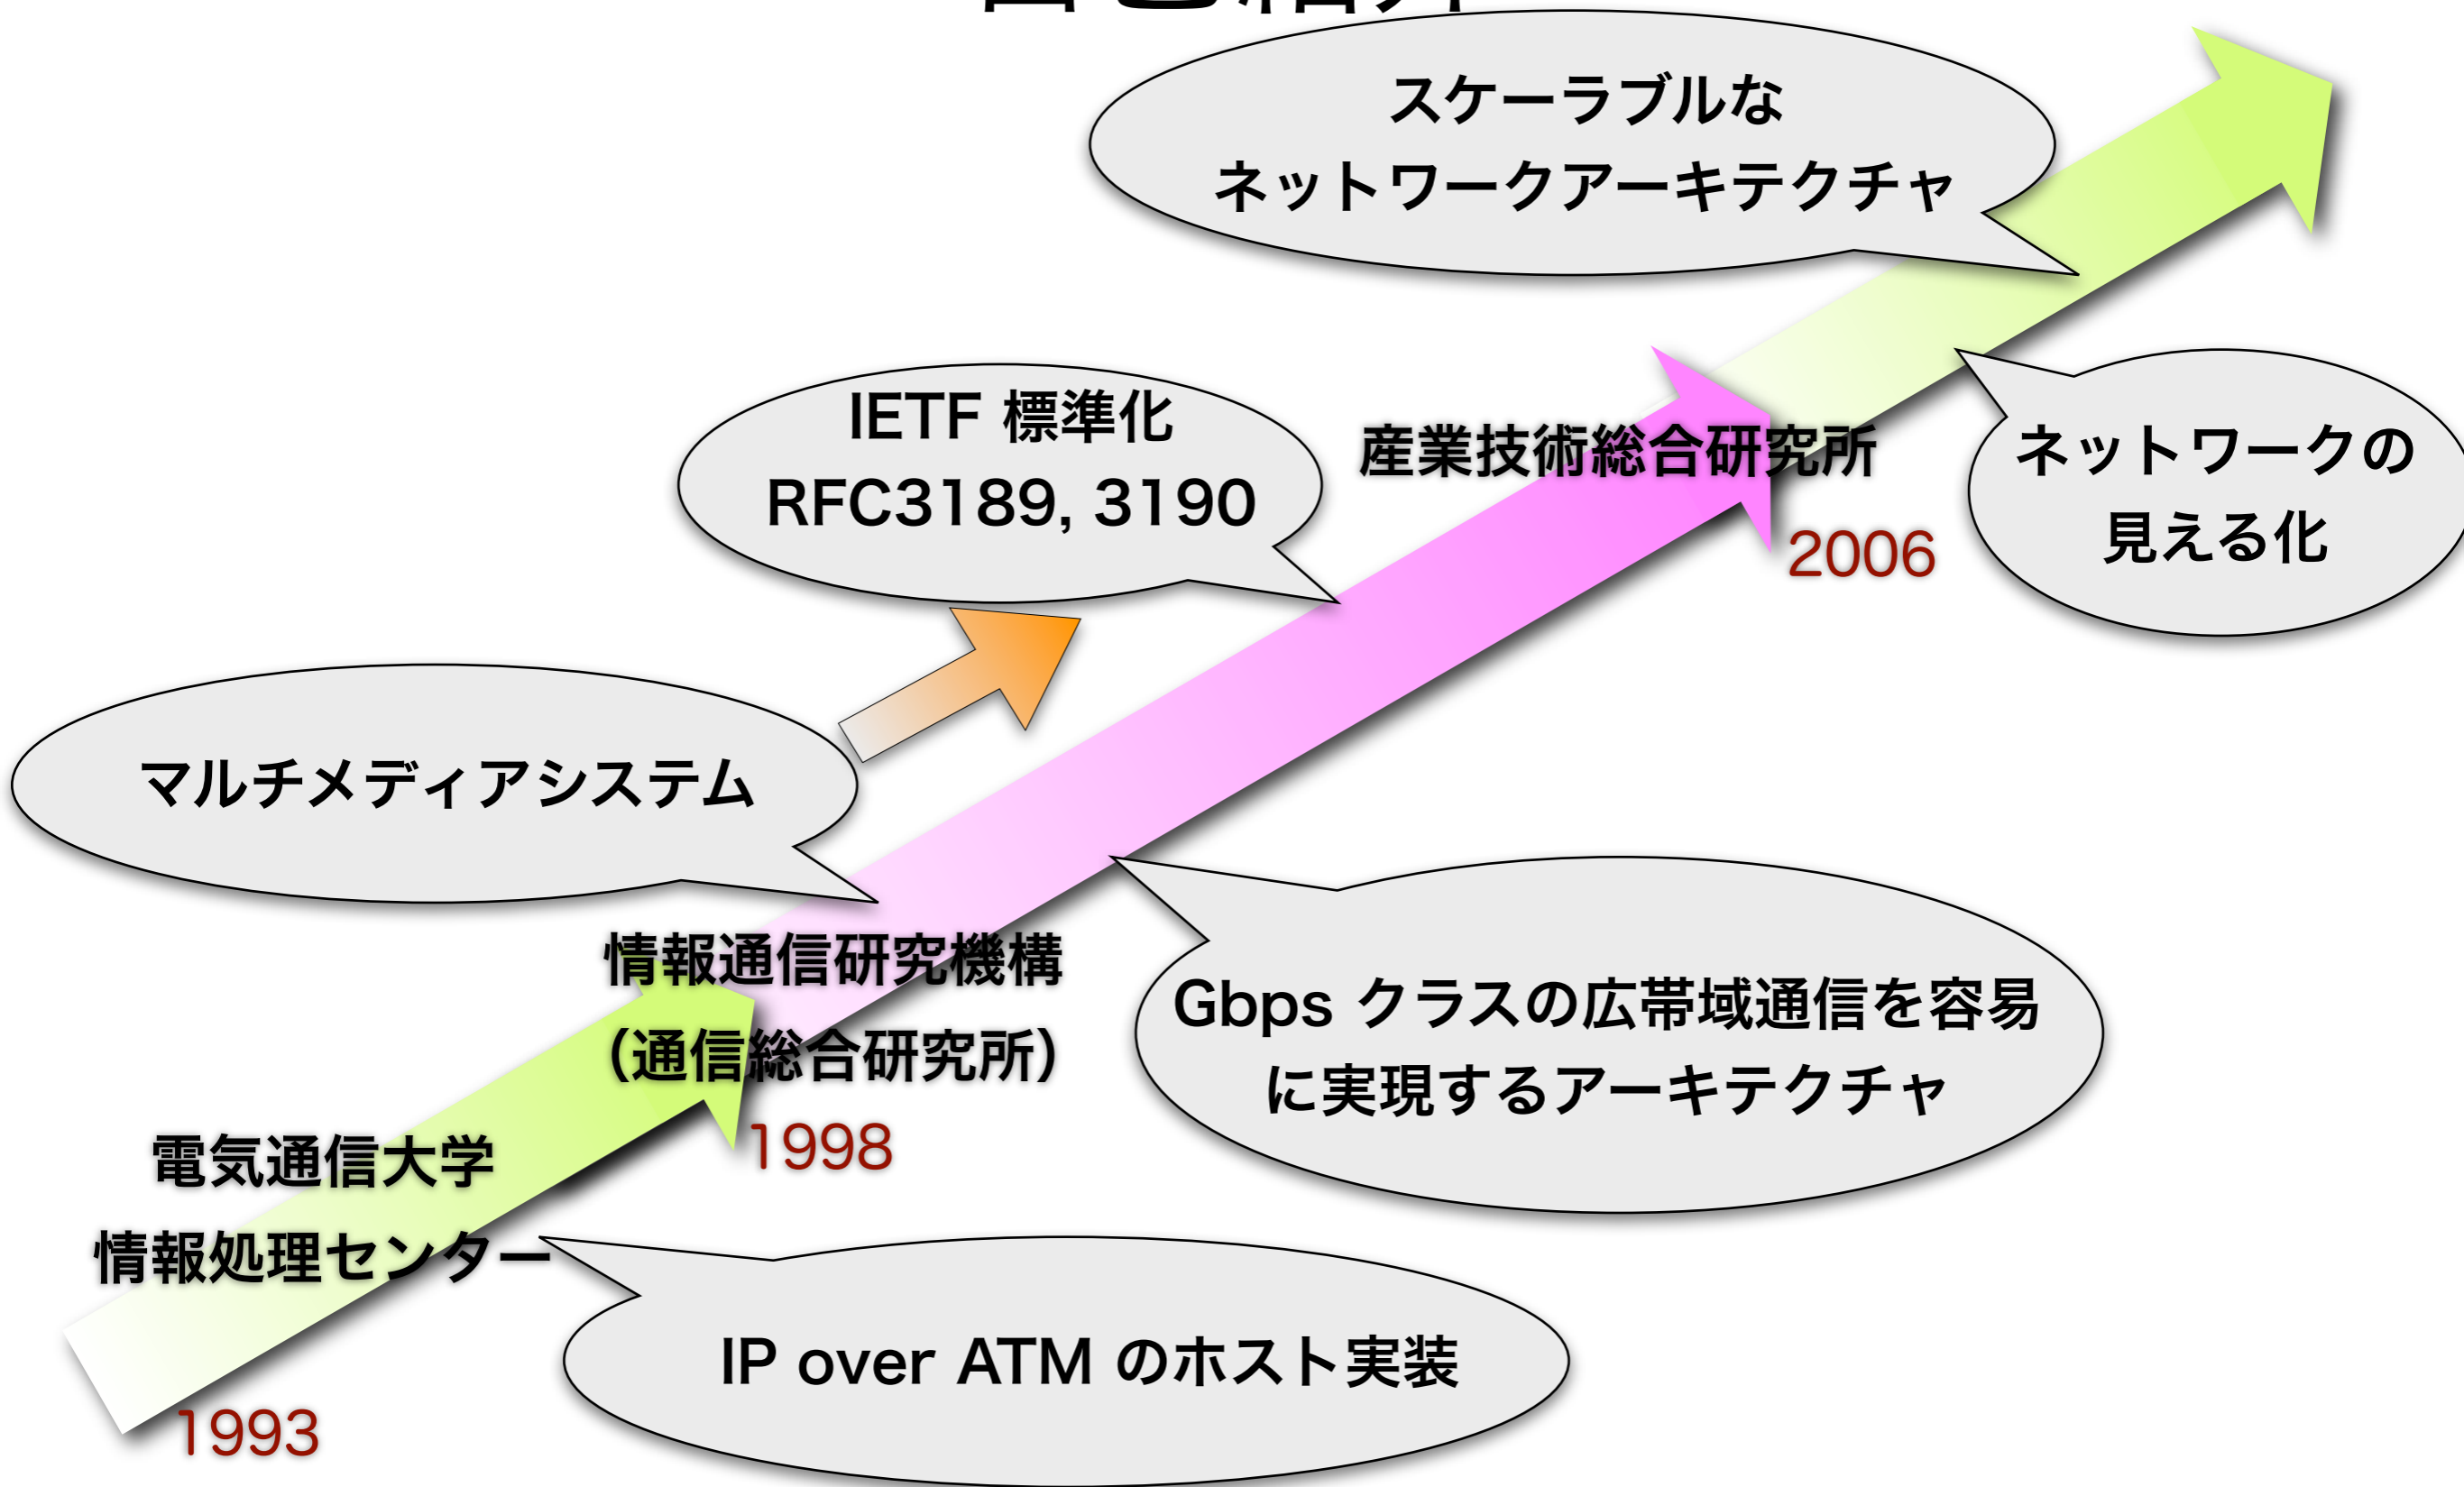 スケーラブルな
ネットワークアーキテクチャ
IETF 標準化
RFC3189, 3190
産業技術総合研究所
2006
ネットワークの
見える化
マルチメディアシステム
情報通信研究機構
（通信総合研究所）
1998
Gbps クラスの広帯域通信を容易
に実現するアーキテクチャ
電気通信大学
情報処理センター
1993
IP over ATM のホスト実装